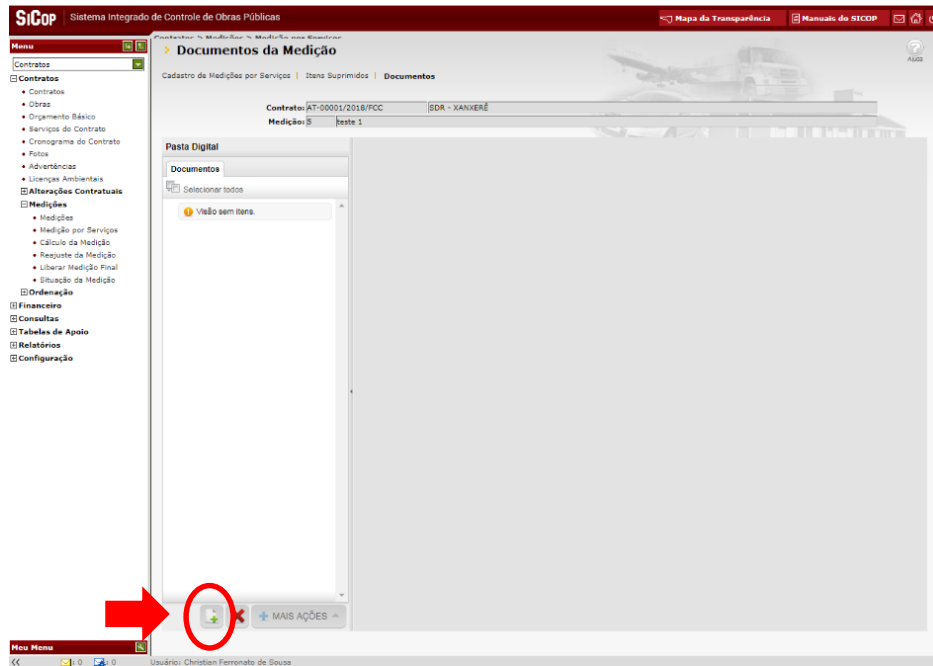 SICOP Sistema Integrado de Controle de Obras Públicas
Mapa da Transparência
Manuais do SICOP
Menu
Contratos
Contratos
Contratos
Obras
Orçamento Básico
Serviços do Contrato
Cronograma do Contrato
Fotos
Advertências
Licenças Ambientais
Alterações Contratuais
Medições
Medições
Medição por Serviços
Cálculo da Medição
Reajuste da Medição
Liberar Medição Final
Situação da Medição
Ordenação
Financeiro
Consultas
Tabelas de Apoio
Relatórios
Configuração
Contratos > Medições > Medição por Serviços
> Documentos da Medição
Ajuda
Cadastro de Medições por Serviços | Itens Suprimidos | Documentos
Contrato: AT-00001/2018/FCC SDR - XANXERÊ
Medição: 5 teste 1
Pasta Digital
Documentos
Selecionar todos
Visão sem itens.
+ MAIS AÇÕES
Meu Menu
<< : 0 : 0 Usuário: Christian Ferronato de Sousa